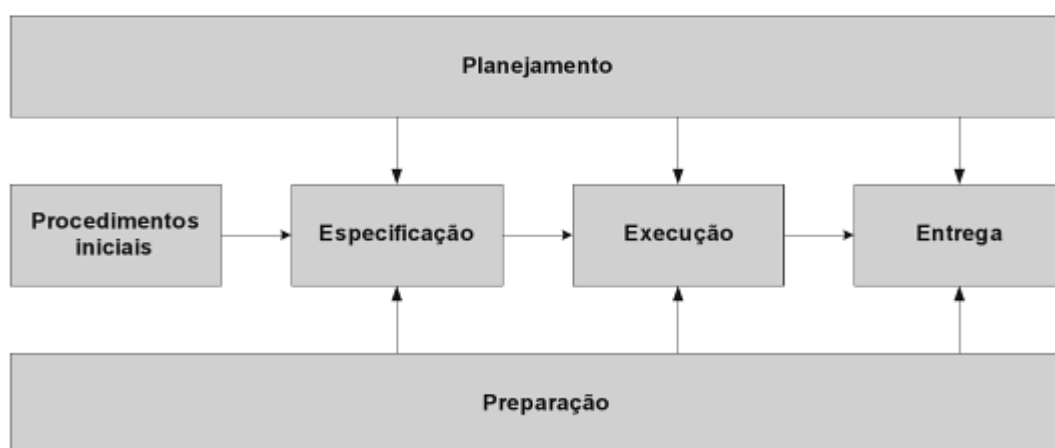 Planejamento
Procedimentos
iniciais
Especificação
Execução
Entrega
Preparação